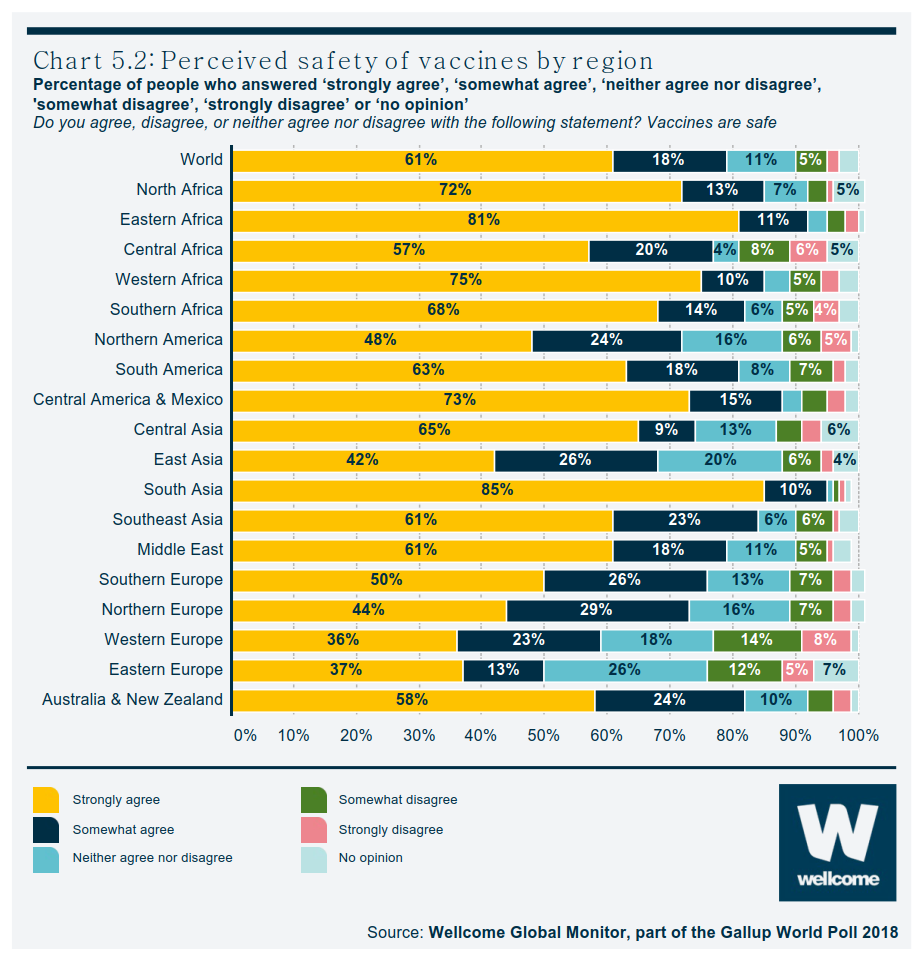 Chart 5.2: Perceived safety of vaccines by region
Percentage of people who answered ‘strongly agree’, ‘somewhat agree’, ‘neither agree nor disagree’,
'somewhat disagree’, ‘strongly disagree’ or ‘no opinion’
Do you agree, disagree, or neither agree nor disagree with the following statement? Vaccines are safe
World 61% 18% 11% 5%
North Africa 72% 13% 7% 5%
Eastern Africa 81% 11%
Central Africa 57% 20% 4% 8% 6% 5%
Western Africa 75% 10% 5%
Southern Africa 68% 14% 6% 5% 4%
Northern America 48% 24% 16% 6% 5%
South America 63% 18% 8% 7%
Central America & Mexico 73% 15%
Central Asia 65% 9% 13% 6%
East Asia 42% 26% 20% 6% 4%
South Asia 85% 10%
Southeast Asia 61% 23% 6% 6%
Middle East 61% 18% 11% 5%
Southern Europe 50% 26% 13% 7%
Northern Europe 44% 29% 16% 7%
Western Europe 36% 23% 18% 14% 8%
Eastern Europe 37% 13% 26% 12% 5% 7%
Australia & New Zealand 58% 24% 10%
0% 10% 20% 30% 40% 50% 60% 70% 80% 90% 100%
Strongly agree
Somewhat agree
Neither agree nor disagree
Somewhat disagree
Strongly disagree
No opinion
W
wellcome
Source: Wellcome Global Monitor, part of the Gallup World Poll 2018